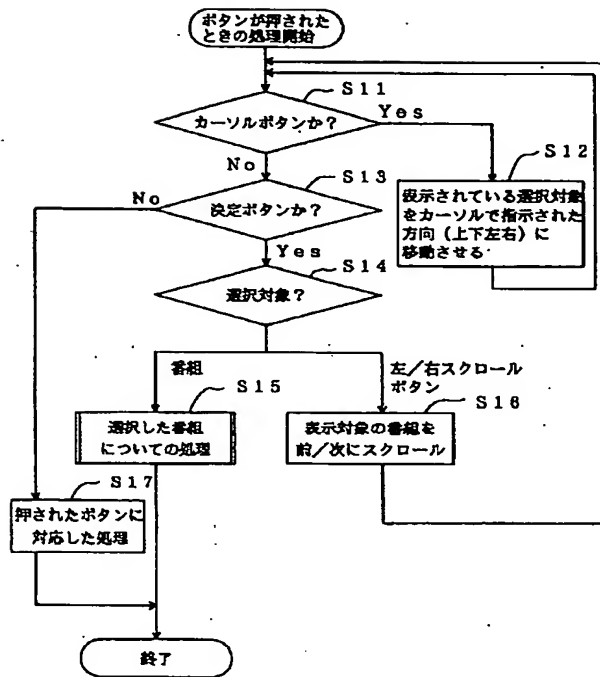 ボタンが押された
ときの処理開始
S11
カーソルボタンか？
Yes
No
S12
表示されている選択対象
をカーソルで指示された
方向（上下左右）に
移動させる
S13
No
決定ボタンか？
Yes
S14
選択対象？
番組
左／右スクロール
ボタン
S15
選択した番組
についての処理
S16
表示対象の番組を
前／次にスクロール
S17
押されたボタンに
対応した処理
終了